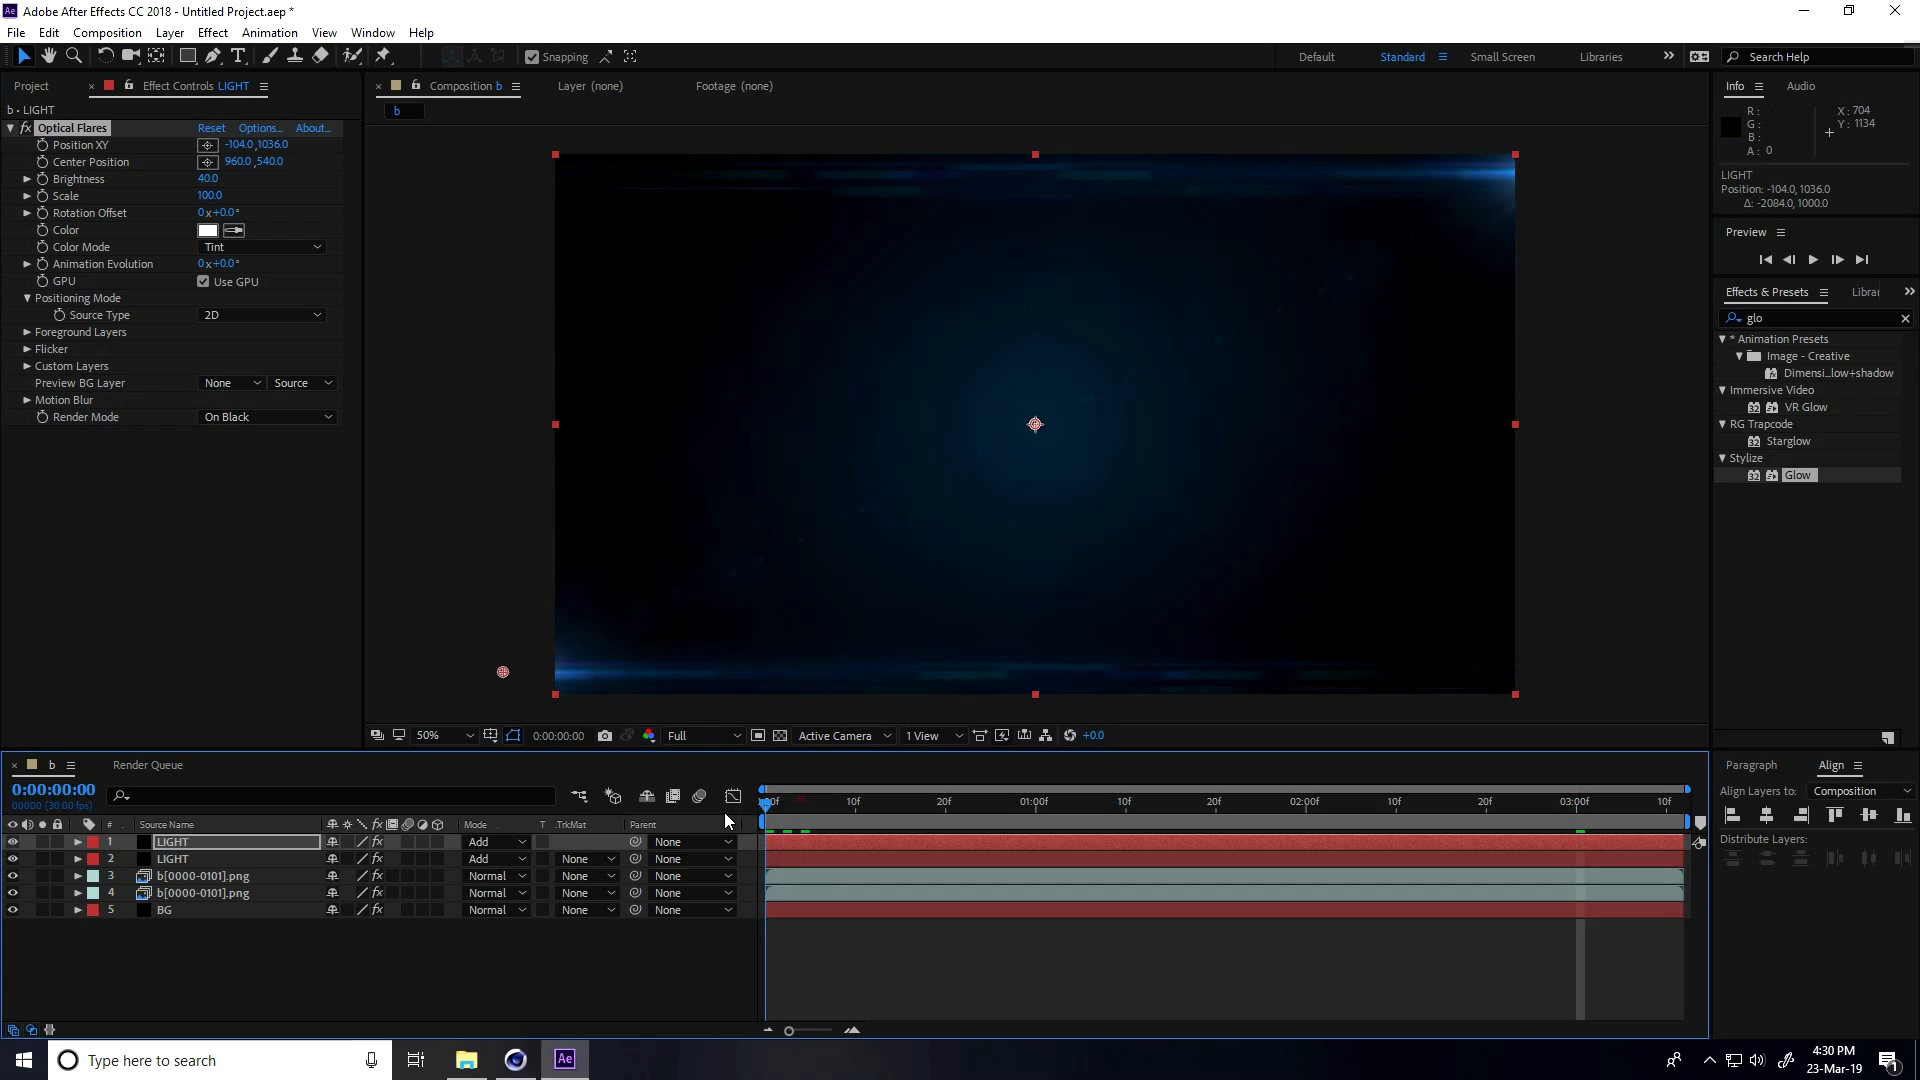 Adobe After Effects CC 2018 - Untitled Project.aep *
File Edit Composition Layer Effect Animation View Window Help
Snapping
Default Standard Small Screen Libraries
Search Help
Project
Effect Controls LIGHT
b • LIGHT
Optical Flares Reset Options... About...
Position XY -104.0,1036.0
Center Position 960.0,540.0
Brightness 40.0
Scale 100.0
Rotation Offset 0x+0.0°
Color
Color Mode Tint
Animation Evolution 0x+0.0°
GPU Use GPU
Positioning Mode
Source Type 2D
Foreground Layers
Flicker
Custom Layers
Preview BG Layer None Source
Motion Blur
Render Mode On Black
Composition b
Layer (none)
Footage (none)
b
50% 0:00:00:00 Full Active Camera 1 View +0.0
Info Audio
R: X: 704
G: Y: 1134
B:
A: 0
LIGHT
Position: -104.0, 1036.0
Δ: -2084.0, 1000.0
Preview
Effects & Presets Librar
glo
* Animation Presets
Image - Creative
Dimensi...low+shadow
Immersive Video
VR Glow
RG Trapcode
Starglow
Stylize
Glow
b Render Queue
0:00:00:00
00000 (30.00 fps)
10f 20f 01:00f 10f 20f 02:00f 10f 20f 03:00f 10f
# Source Name Mode T .TrkMat Parent
1 LIGHT Add None
2 LIGHT Add None None
3 b[0000-0101].png Normal None None
4 b[0000-0101].png Normal None None
5 BG Normal None None
Paragraph Align
Align Layers to: Composition
Distribute Layers:
Type here to search
4:30 PM
23-Mar-19
1